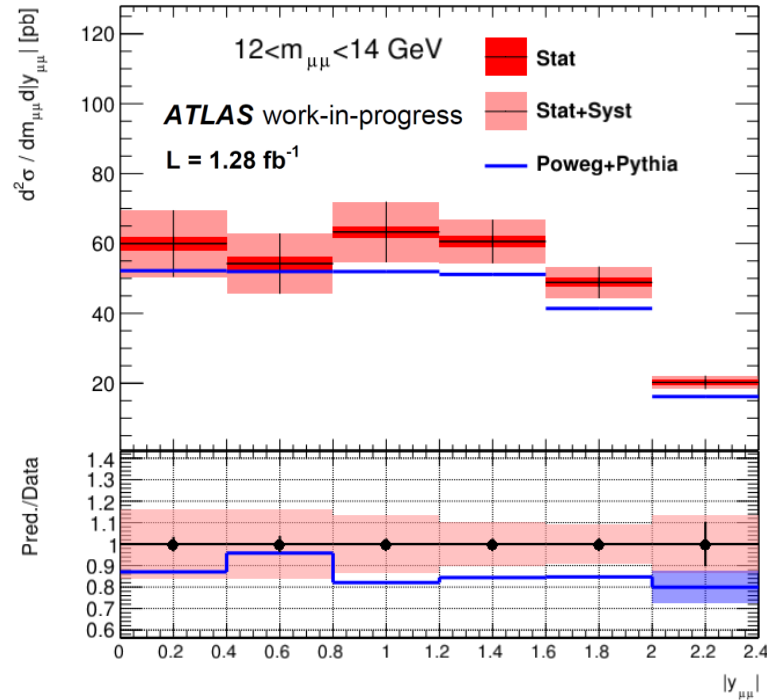 d²σ / dm_μμ d|y_μμ| [pb]
12<m_μμ<14 GeV
ATLAS work-in-progress
L = 1.28 fb⁻¹
Stat
Stat+Syst
Poweg+Pythia
120
100
80
60
40
20
Pred./Data
1.4
1.3
1.2
1.1
1
0.9
0.8
0.7
0.6
0 0.2 0.4 0.6 0.8 1 1.2 1.4 1.6 1.8 2 2.2 2.4
|y_μμ|